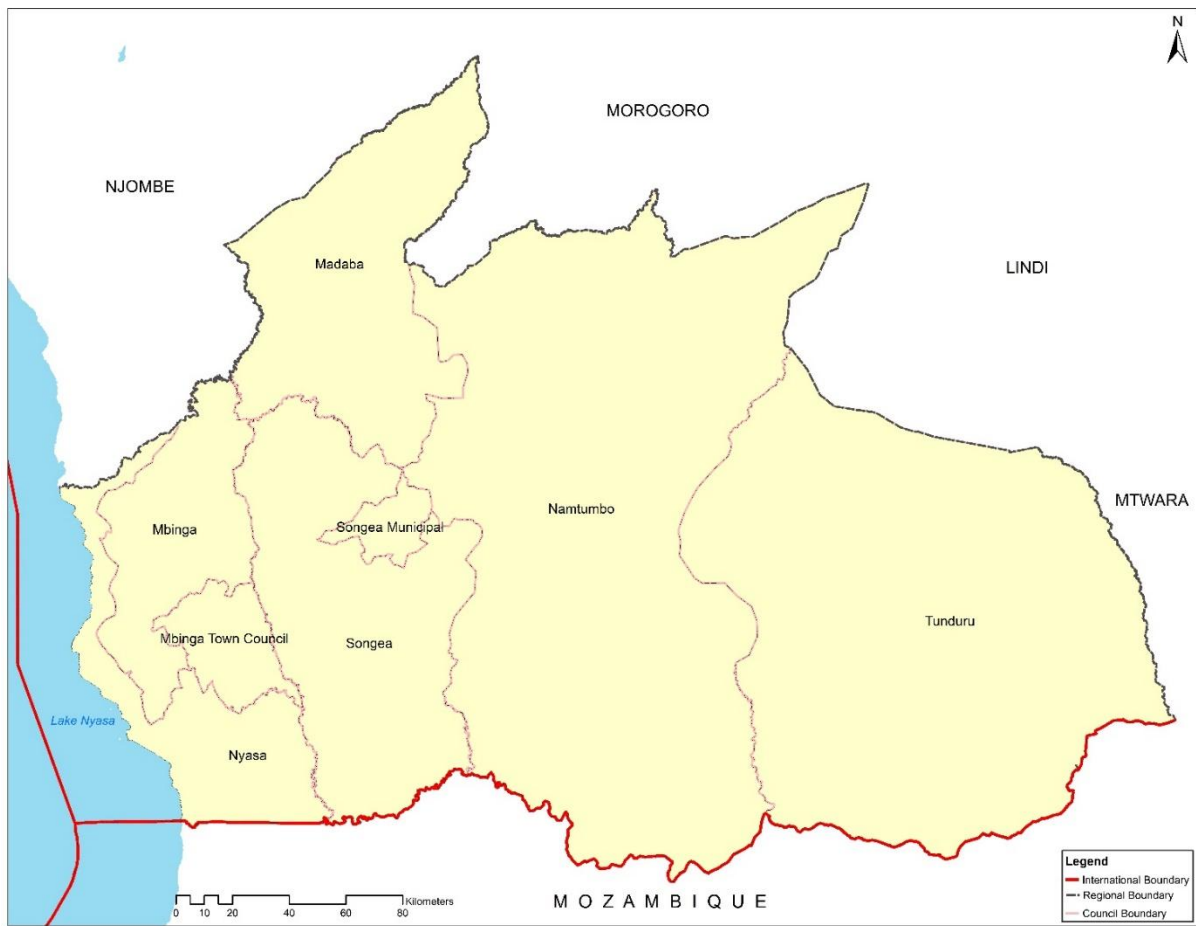 N
MOROGORO
NJOMBE
Madaba
LINDI
MTWARA
Namtumbo
Mbinga
Songea Municipal
Tunduru
Mbinga Town Council
Songea
Lake Nyasa
Nyasa
Legend
International Boundary
Regional Boundary
Council Boundary
Kilometers
0 10 20 40 60 80
MOZAMBIQUE